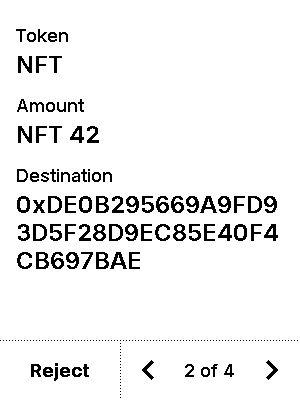 Token
NFT
Amount
NFT 42
Destination
0xDE0B295669A9FD9
3D5F28D9EC85E40F4
CB697BAE
Reject
2 of 4